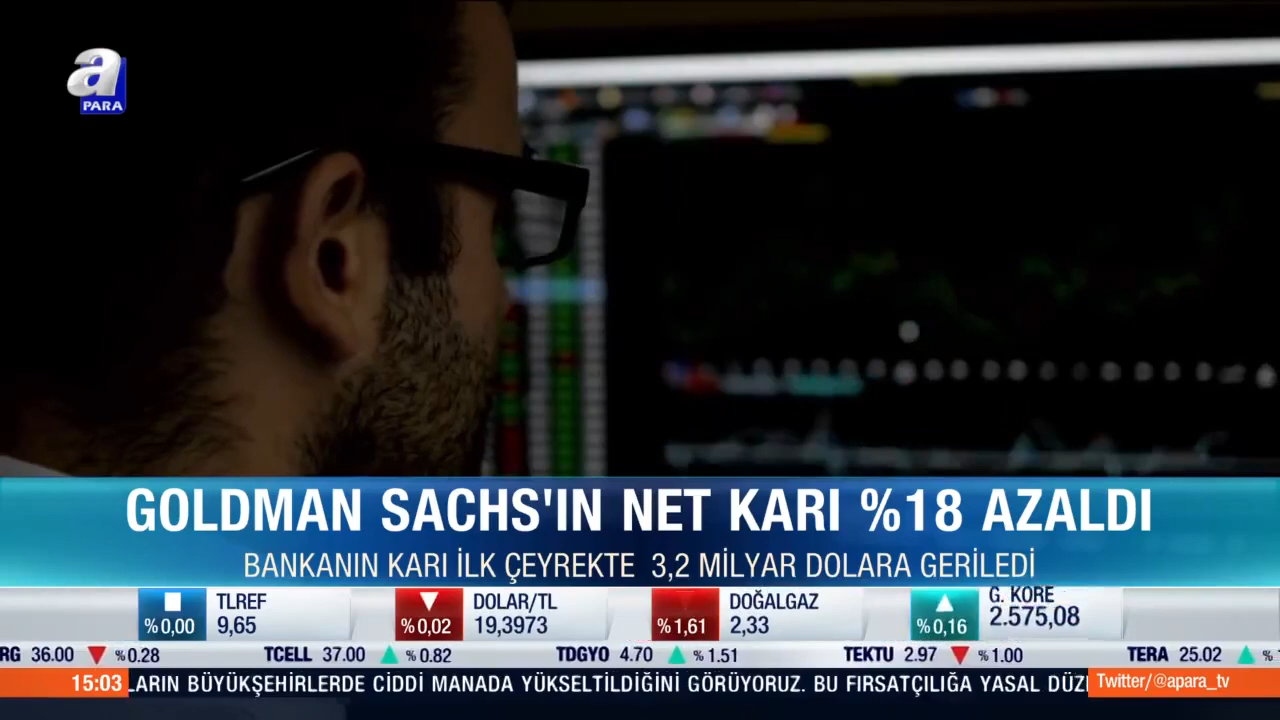 a
PARA
GOLDMAN SACHS'IN NET KARI %18 AZALDI
BANKANIN KARI İLK ÇEYREKTE 3,2 MİLYAR DOLARA GERİLEDİ
%0,00 TLREF 9,65
%0,02 DOLAR/TL 19,3973
%1,61 DOĞALGAZ 2,33
%0,16 G. KORE 2.575,08
RG 36.00 %0.28 TCELL 37.00 %0.82 TDGYO 4.70 %1.51 TEKTU 2.97 %1.00 TERA 25.02 %
15:03 LARIN BÜYÜKŞEHİRLERDE CİDDİ MANADA YÜKSELTİLDİĞİNİ GÖRÜYORUZ. BU FIRSATÇILIĞA YASAL DÜZ Twitter/@apara_tv